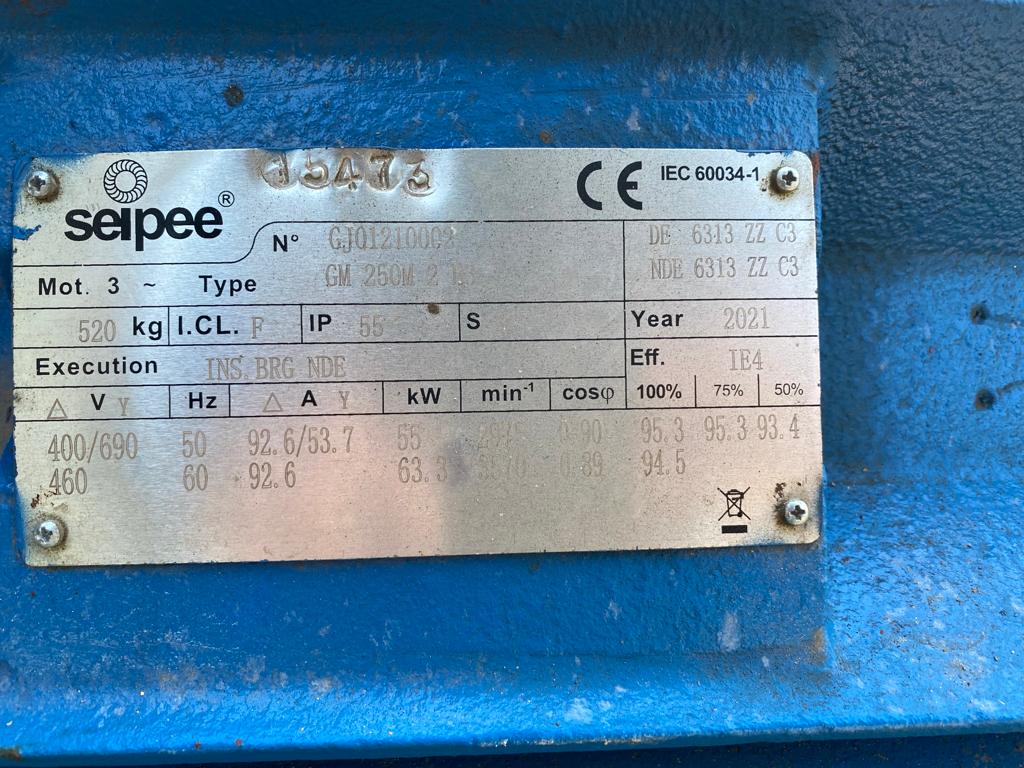 15473
CE IEC 60034-1
seipee®
N° DE 6313 ZZ C3
Mot. 3 ~ Type GM 250M 2 NDE 6313 ZZ C3
520 kg I.CL. F IP 55 S Year 2021
Execution INS. BRG NDE Eff. IE4
△ V Y Hz △ A Y kW min-1 cosφ 100% 75% 50%
400/690 50 92.6/53.7 55 0.90 95.3 95.3 93.4
460 60 92.6 63.3 0.89 94.5